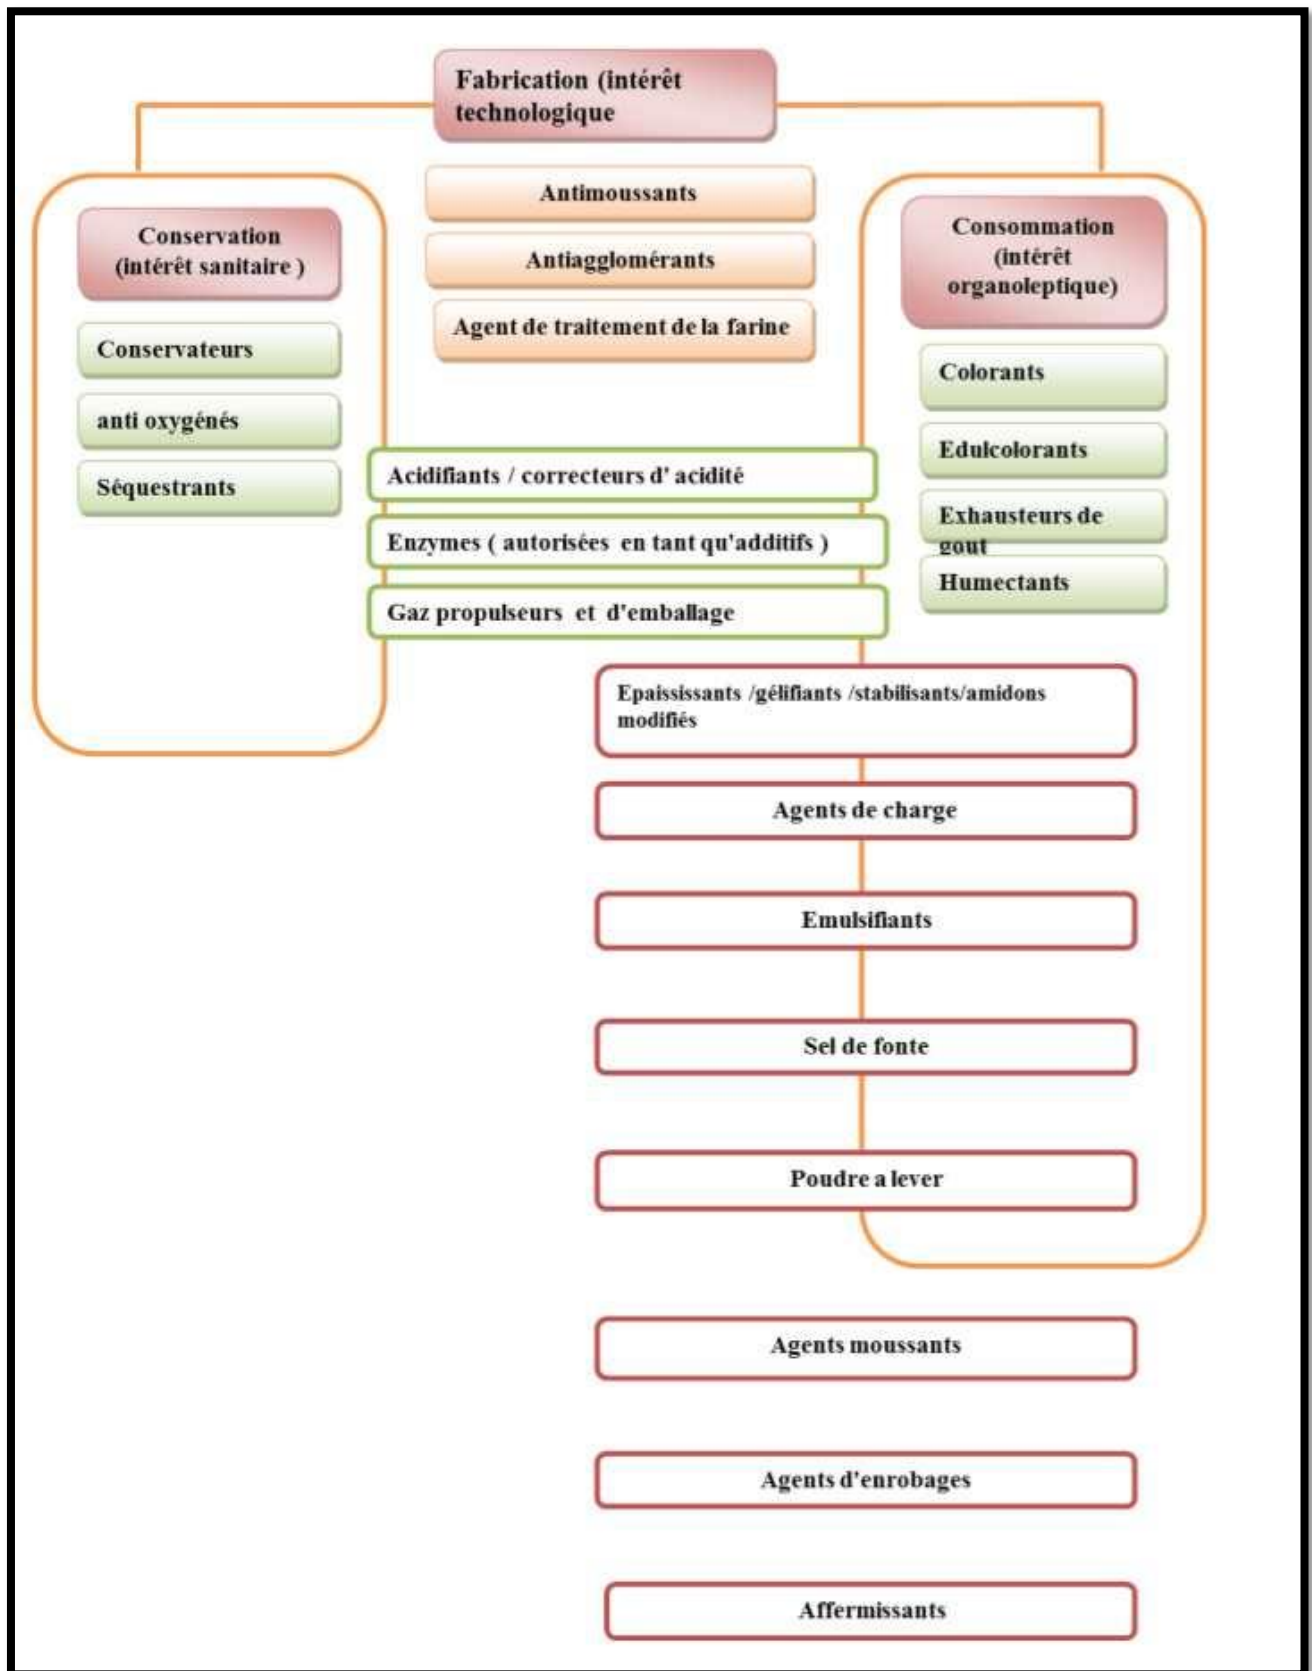 Fabrication (intérêt
technologique
Conservation
(intérêt sanitaire )
Conservateurs
anti oxygénés
Séquestrants
Antimoussants
Antiagglomérants
Agent de traitement de la farine
Consommation
(intérêt
organoleptique)
Colorants
Edulcolorants
Exhausteurs de
gout
Humectants
Acidifiants / correcteurs d' acidité
Enzymes ( autorisées en tant qu'additifs )
Gaz propulseurs et d'emballage
Epaississants /gélifiants /stabilisants/amidons
modifiés
Agents de charge
Emulsifiants
Sel de fonte
Poudre a lever
Agents moussants
Agents d'enrobages
Affermissants